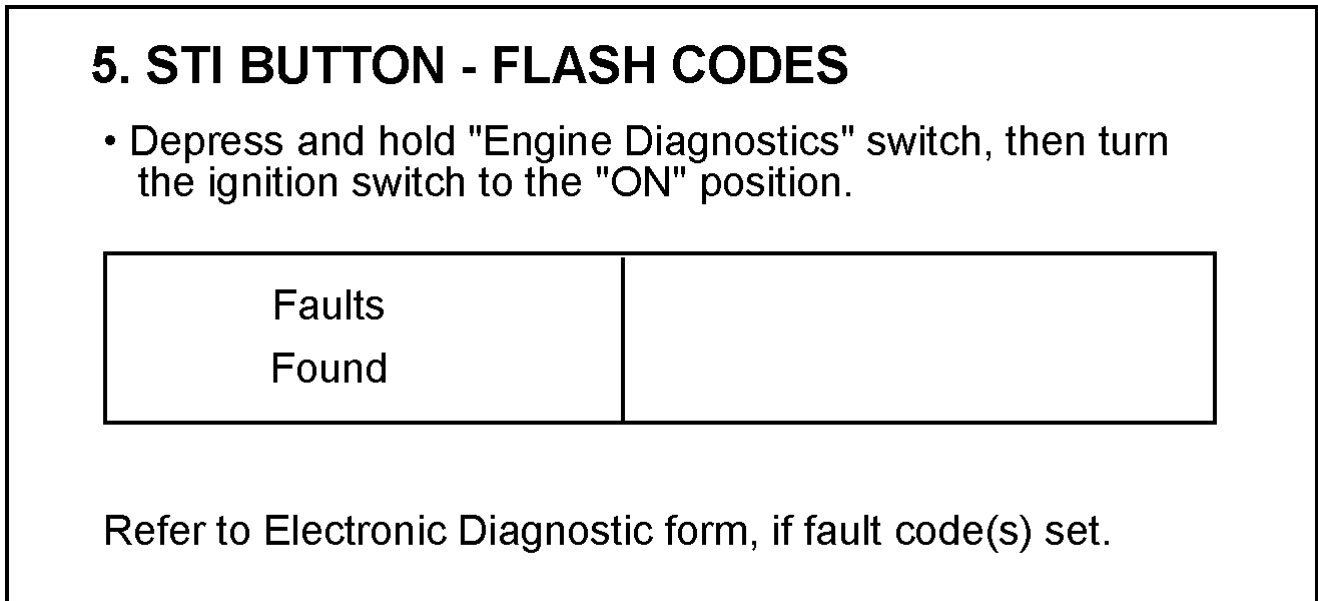 5. STI BUTTON - FLASH CODES
• Depress and hold "Engine Diagnostics" switch, then turn
the ignition switch to the "ON" position.
Faults
Found
Refer to Electronic Diagnostic form, if fault code(s) set.